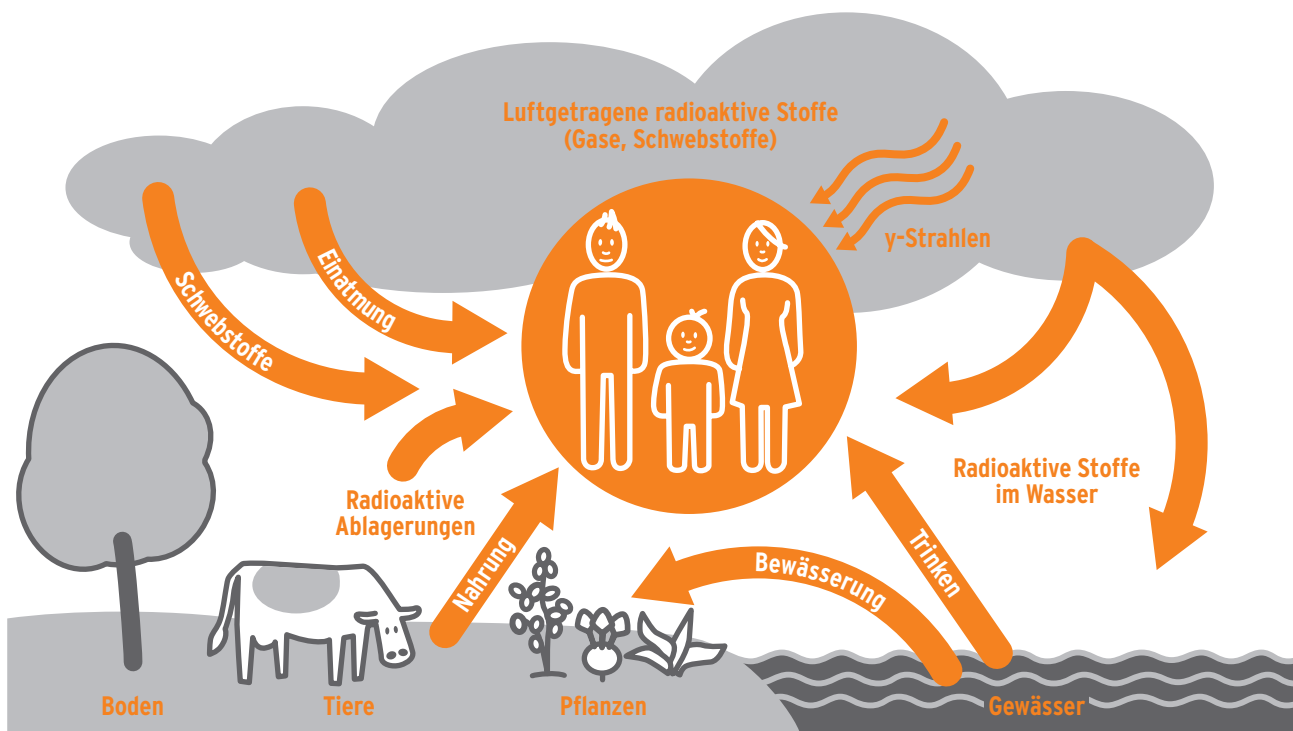 Luftgetragene radioaktive Stoffe
(Gase, Schwebstoffe)
γ-Strahlen
Einatmung
Schwebstoffe
Radioaktive
Ablagerungen
Radioaktive Stoffe
im Wasser
Nahrung
Bewässerung
Trinken
Boden
Tiere
Pflanzen
Gewässer